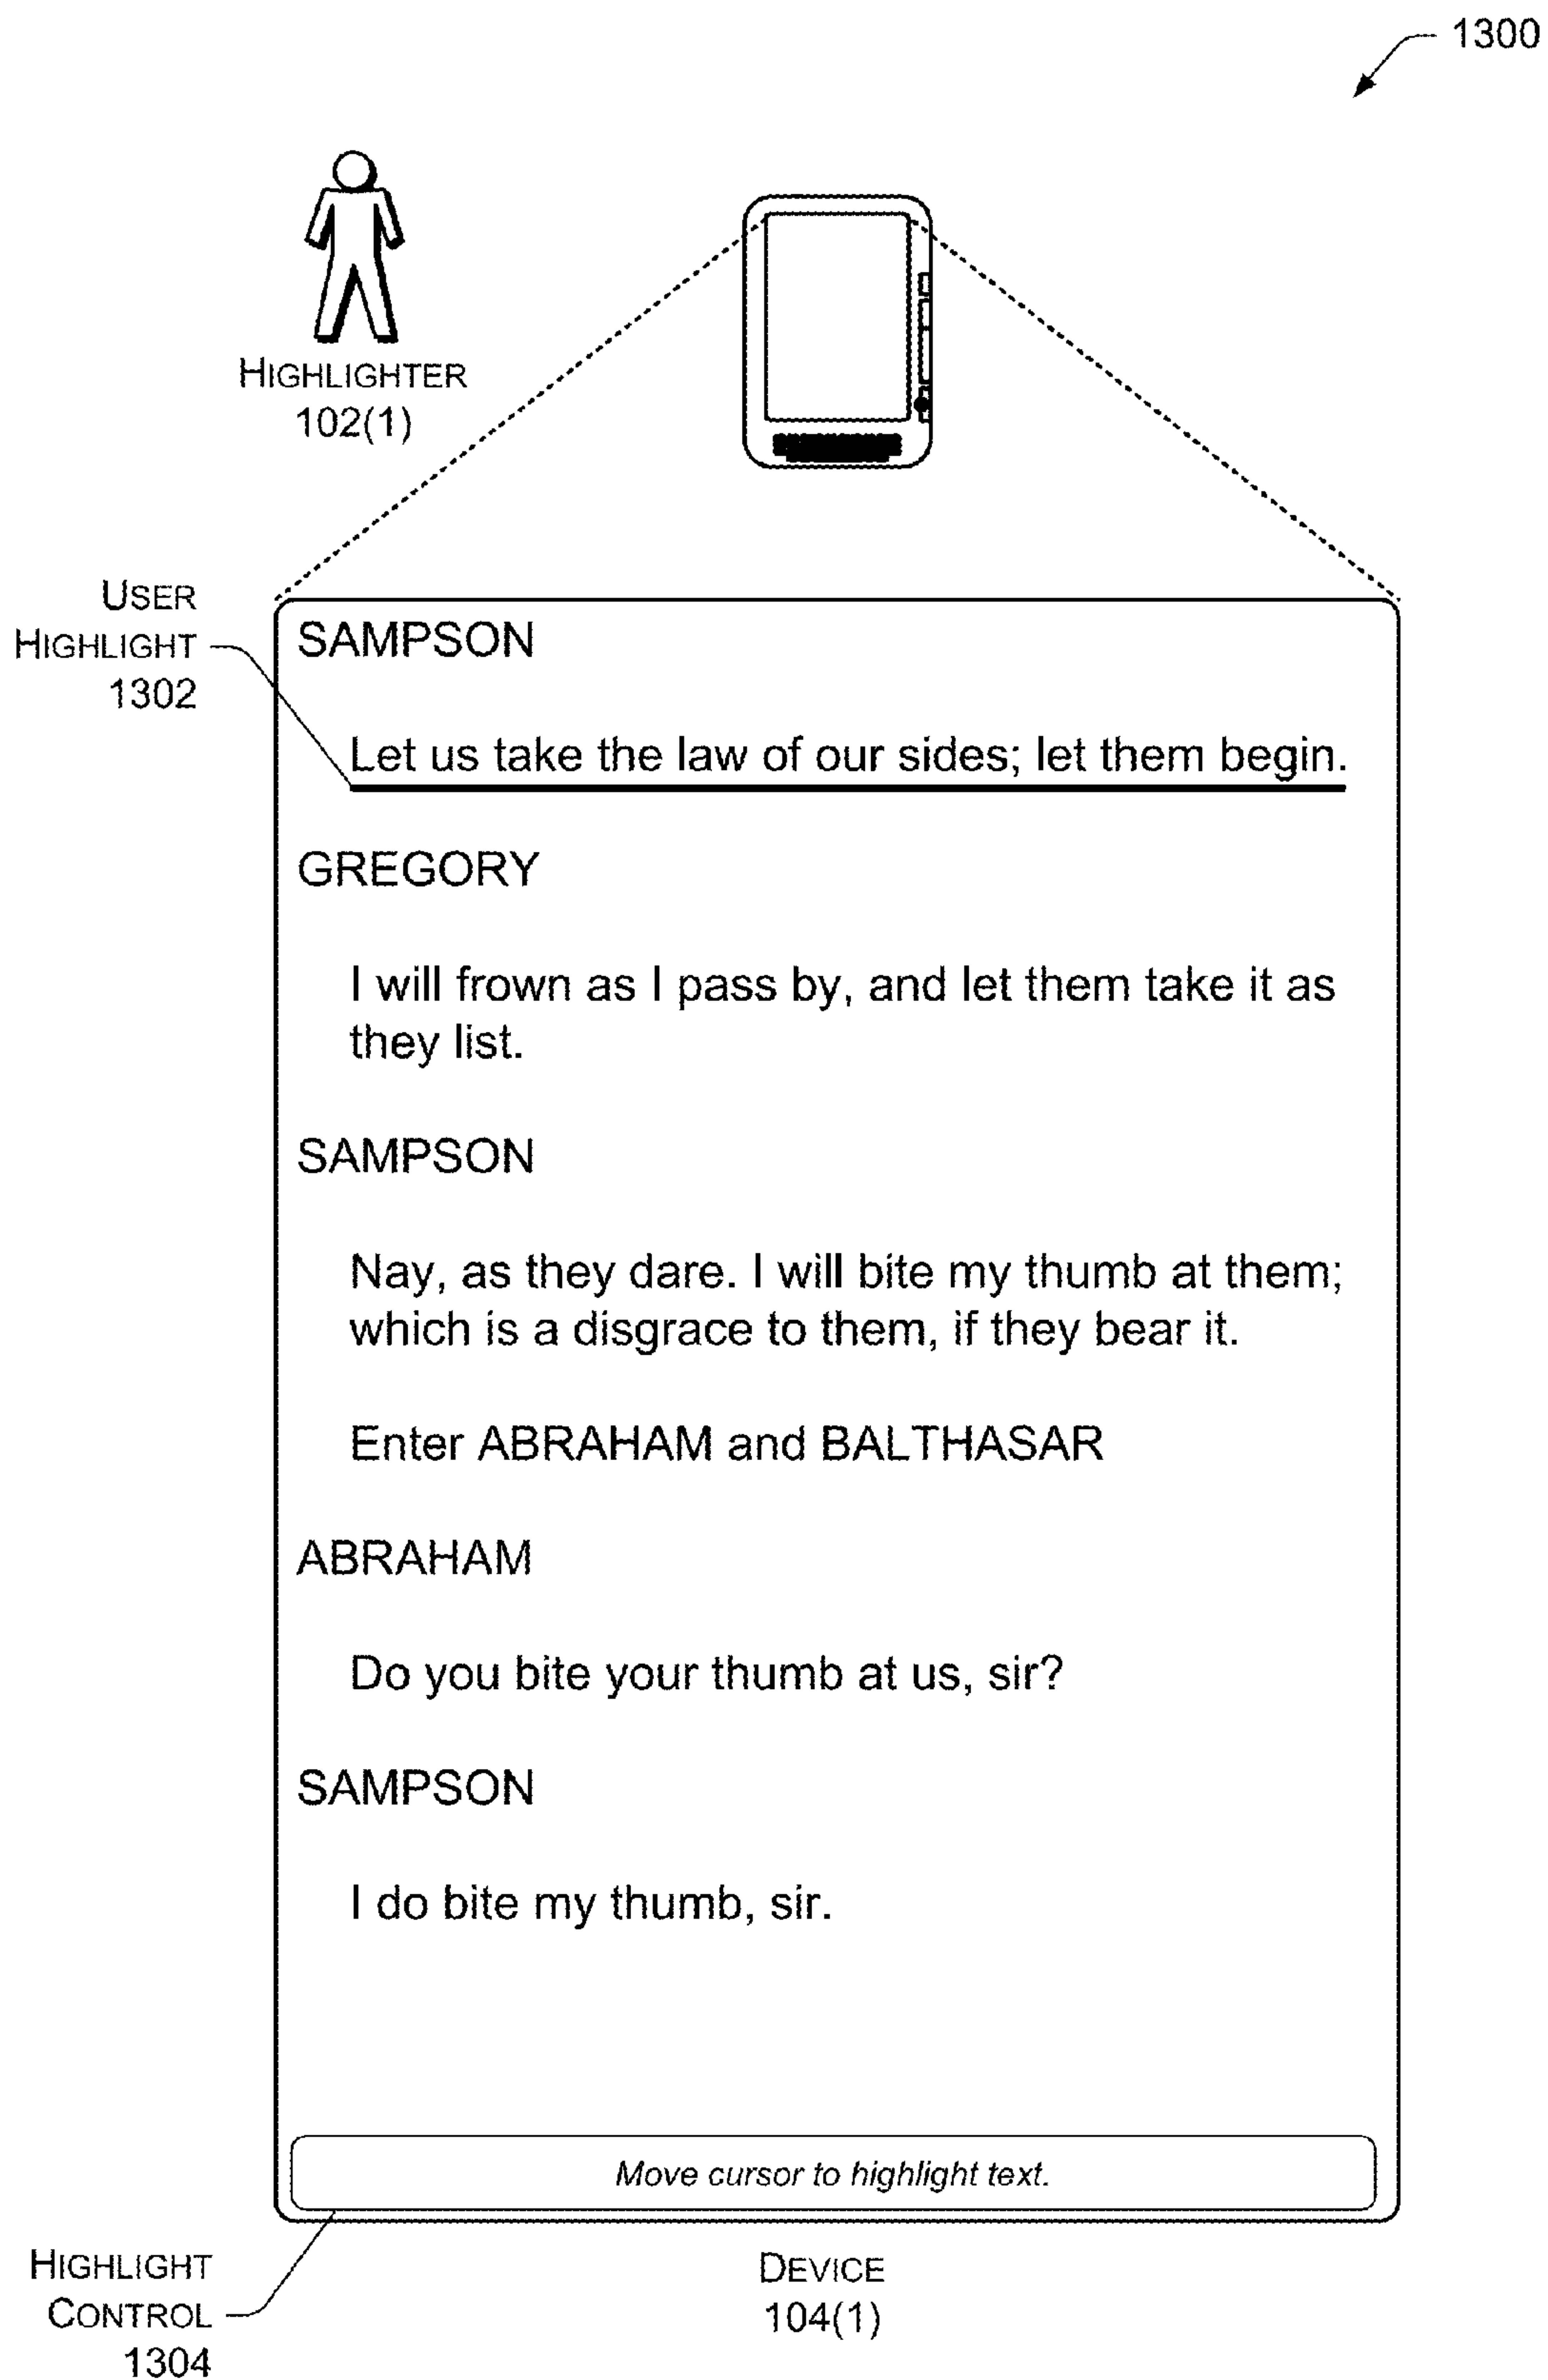 1300
HIGHLIGHTER
102(1)
USER
HIGHLIGHT
1302
SAMPSON
Let us take the law of our sides; let them begin.
GREGORY
I will frown as I pass by, and let them take it as
they list.
SAMPSON
Nay, as they dare. I will bite my thumb at them;
which is a disgrace to them, if they bear it.
Enter ABRAHAM and BALTHASAR
ABRAHAM
Do you bite your thumb at us, sir?
SAMPSON
I do bite my thumb, sir.
Move cursor to highlight text.
HIGHLIGHT
CONTROL
1304
DEVICE
104(1)